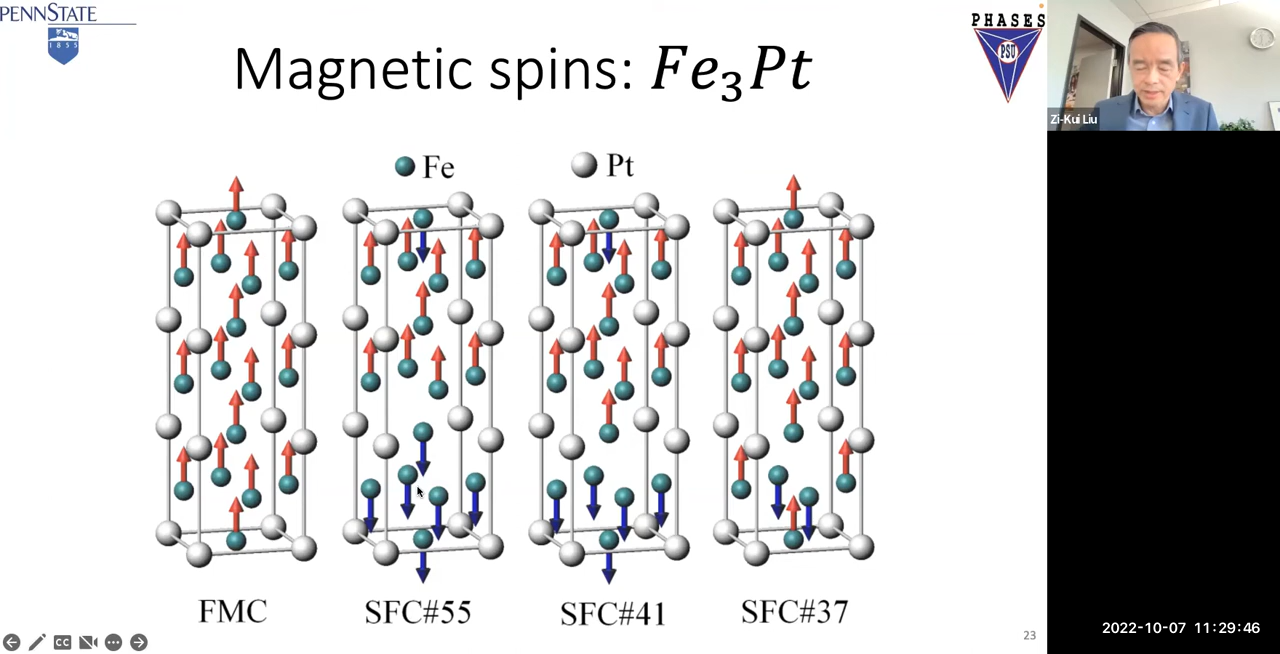 PENNSTATE
1855
Magnetic spins: Fe₃Pt
PHASES
PSU
Zi-Kui Liu
Fe
Pt
FMC
SFC#55
SFC#41
SFC#37
CC
23
2022-10-07 11:29:46